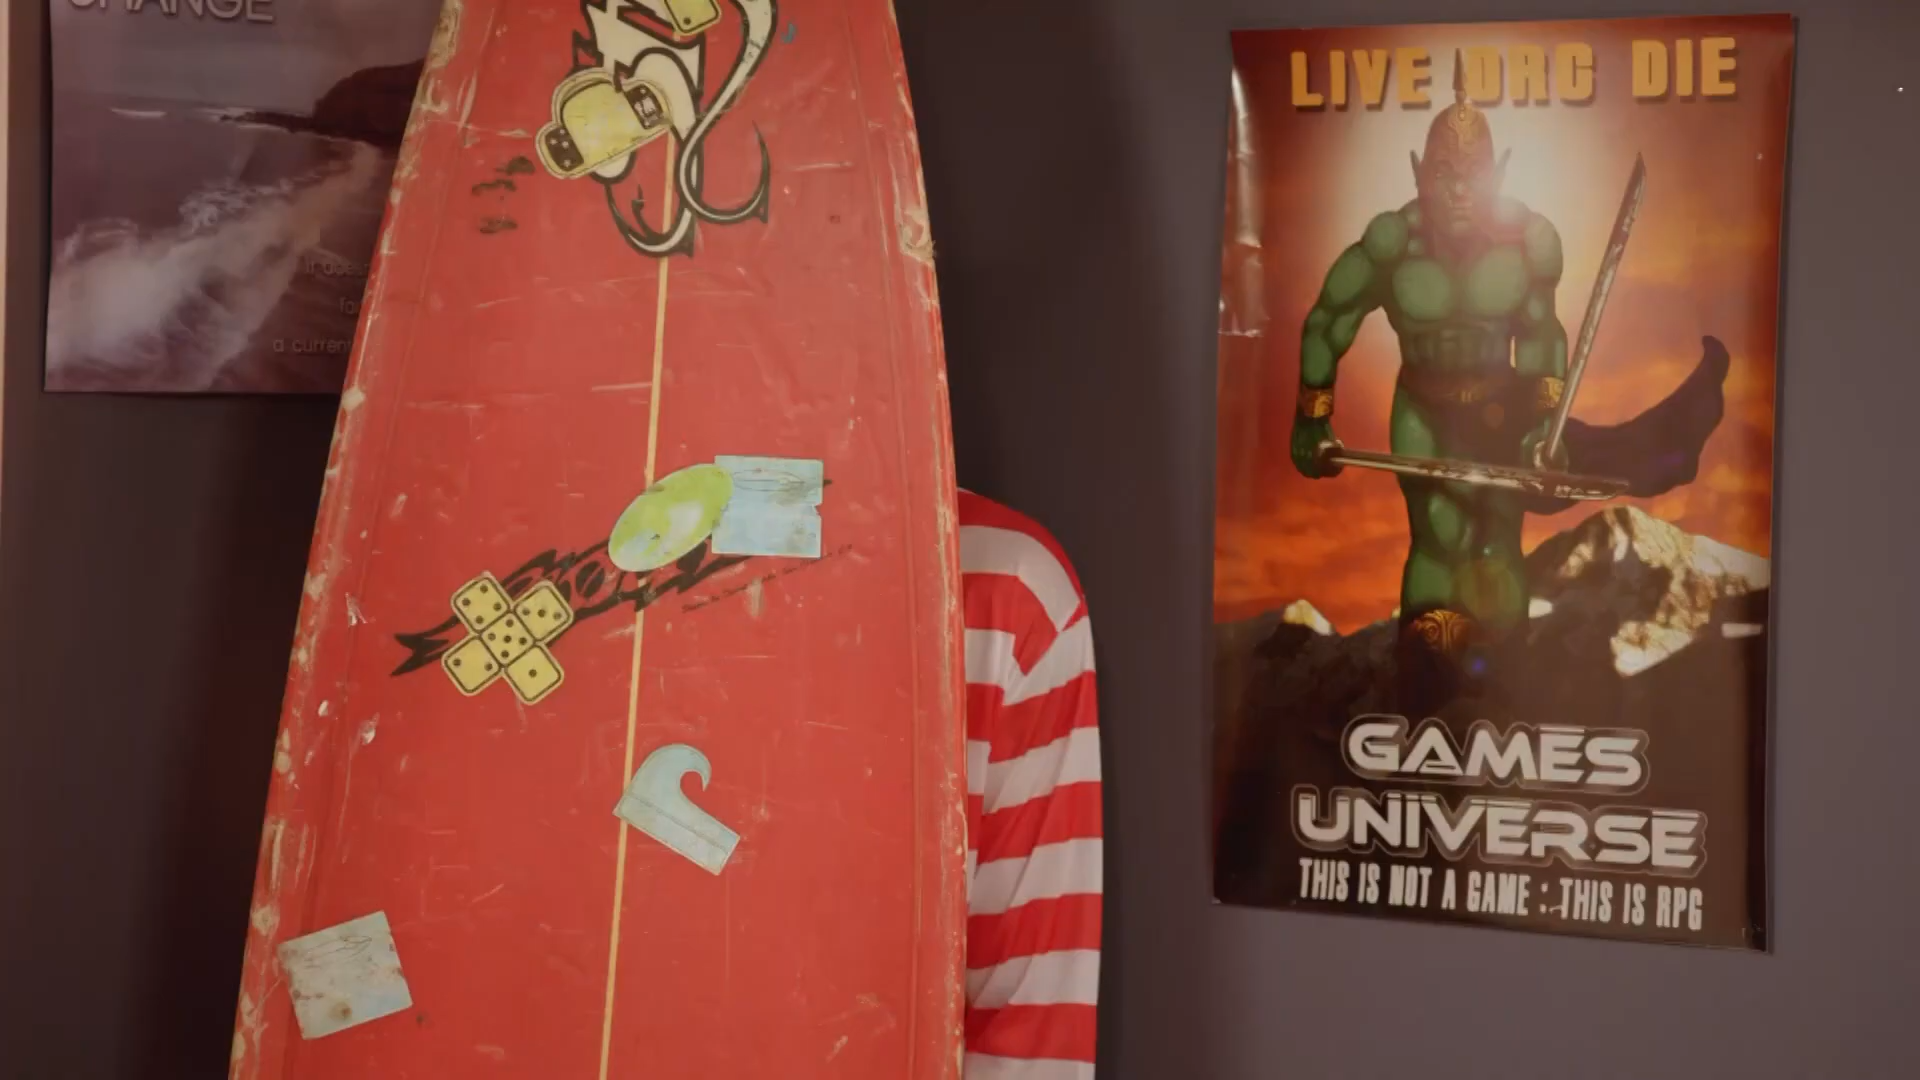 CHANGE
a current
LIVE ORC DIE
GAMES
UNIVERSE
THIS IS NOT A GAME : THIS IS RPG